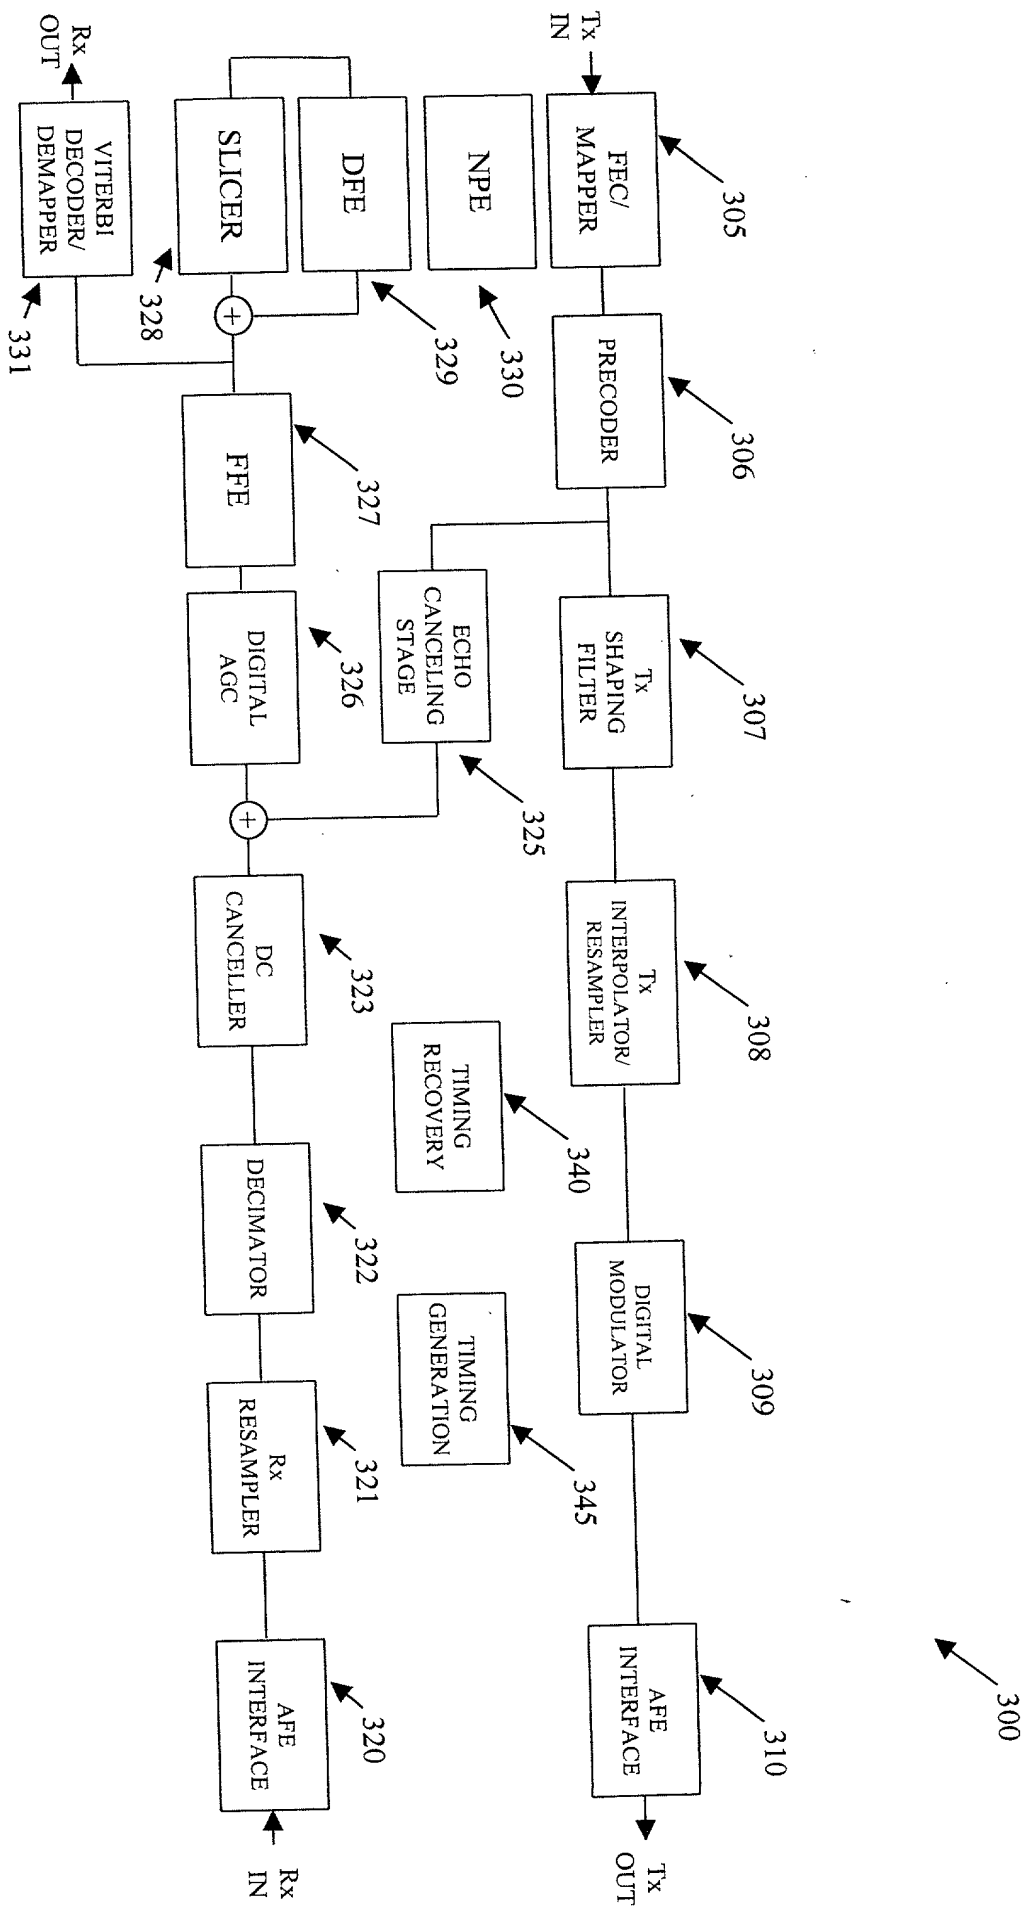 300
Tx
IN
FEC/
MAPPER
305
PRECODER
306
Tx
SHAPING
FILTER
307
Tx
INTERPOLATOR/
RESAMPLER
308
DIGITAL
MODULATOR
309
AFE
INTERFACE
310
Tx
OUT
NPE
330
ECHO
CANCELING
STAGE
325
TIMING
RECOVERY
340
TIMING
GENERATION
345
DFE
329
SLICER
328
FFE
327
DIGITAL
AGC
326
DC
CANCELLER
323
DECIMATOR
322
Rx
RESAMPLER
321
AFE
INTERFACE
320
Rx
IN
Rx
OUT
VITERBI
DECODER/
DEMAPPER
331
+
+